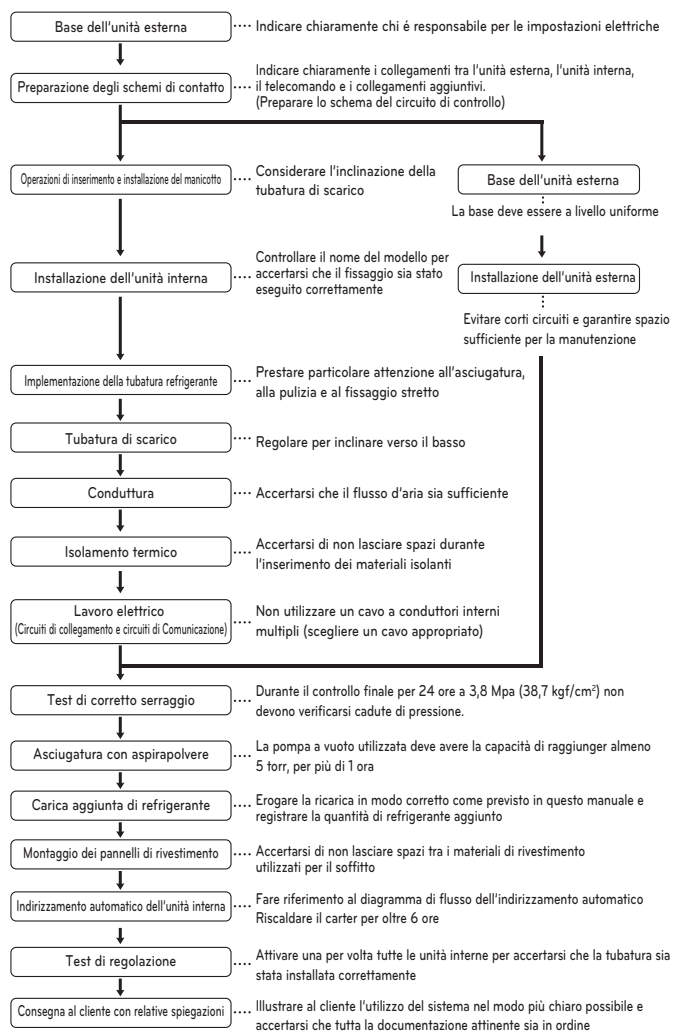 Base dell'unità esterna
Indicare chiaramente chi é responsabile per le impostazioni elettriche
Preparazione degli schemi di contatto
Indicare chiaramente i collegamenti tra l'unità esterna, l'unità interna,
il telecomando e i collegamenti aggiuntivi.
(Preparare lo schema del circuito di controllo)
Operazioni di inserimento e installazione del manicotto
Considerare l'inclinazione della
tubatura di scarico
Base dell'unità esterna
La base deve essere a livello uniforme
Installazione dell'unità interna
Controllare il nome del modello per
accertarsi che il fissaggio sia stato
eseguito correttamente
Installazione dell'unità esterna
Evitare corti circuiti e garantire spazio
sufficiente per la manutenzione
Implementazione della tubatura refrigerante
Prestare particolare attenzione all'asciugatura,
alla pulizia e al fissaggio stretto
Tubatura di scarico
Regolare per inclinare verso il basso
Conduttura
Accertarsi che il flusso d'aria sia sufficiente
Isolamento termico
Accertarsi di non lasciare spazi durante
l'inserimento dei materiali isolanti
Lavoro elettrico
(Circuiti di collegamento e circuiti di Comunicazione)
Non utilizzare un cavo a conduttori interni
multipli (scegliere un cavo appropriato)
Test di corretto serraggio
Durante il controllo finale per 24 ore a 3,8 Mpa (38,7 kgf/cm²) non
devono verificarsi cadute di pressione.
Asciugatura con aspirapolvere
La pompa a vuoto utilizzata deve avere la capacità di raggiunger almeno
5 torr, per più di 1 ora
Carica aggiunta di refrigerante
Erogare la ricarica in modo corretto come previsto in questo manuale e
registrare la quantità di refrigerante aggiunto
Montaggio dei pannelli di rivestimento
Accertarsi di non lasciare spazi tra i materiali di rivestimento
utilizzati per il soffitto
Indirizzamento automatico dell'unità interna
Fare riferimento al diagramma di flusso dell'indirizzamento automatico
Riscaldare il carter per oltre 6 ore
Test di regolazione
Attivare una per volta tutte le unità interne per accertarsi che la tubatura sia
stata installata correttamente
Consegna al cliente con relative spiegazioni
Illustrare al cliente l'utilizzo del sistema nel modo più chiaro possibile e
accertarsi che tutta la documentazione attinente sia in ordine